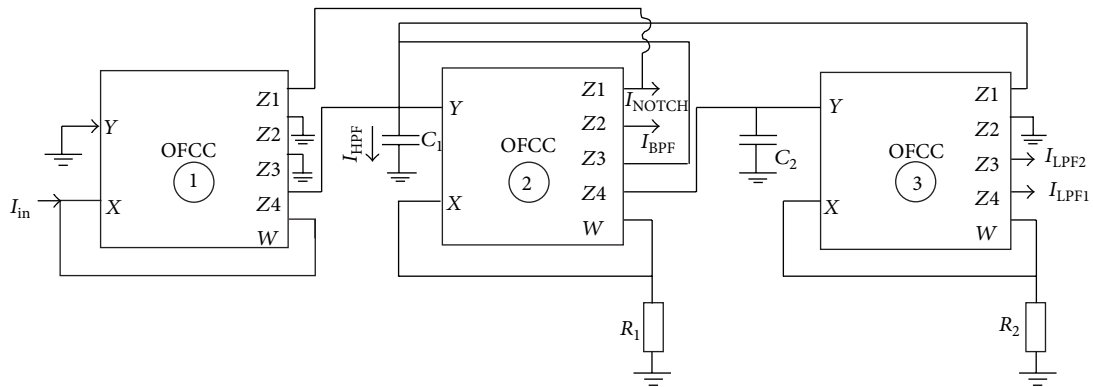 Z1
Y
Z2
OFCC
Z3
1
Z4
I_in
X
W
I_HPF
C_1
Y
Z1
I_NOTCH
Z2
I_BPF
OFCC
Z3
2
Z4
X
W
R_1
C_2
Y
Z1
Z2
OFCC
Z3
I_LPF2
3
Z4
I_LPF1
X
W
R_2